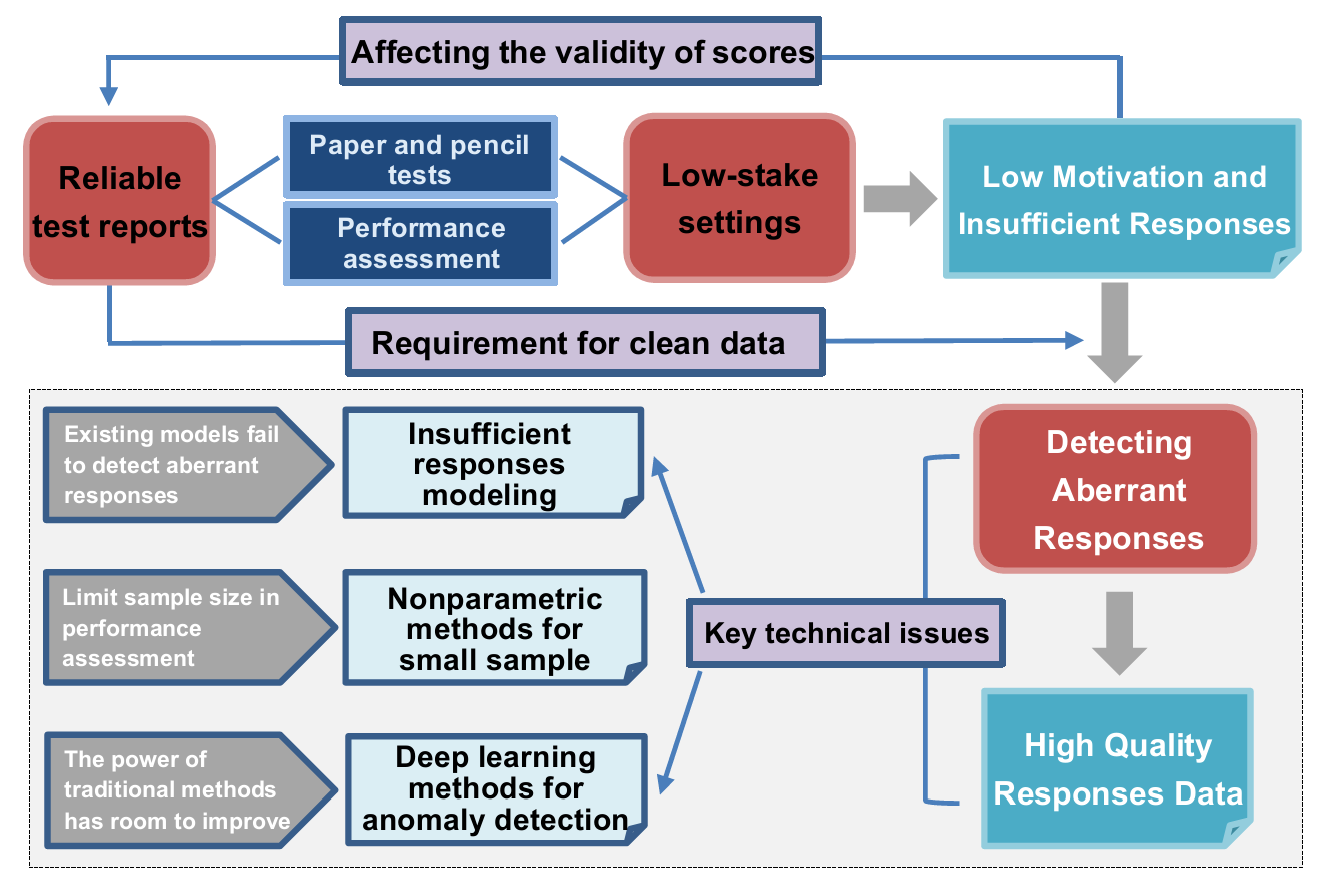 Affecting the validity of scores
Reliable
test reports
Paper and pencil
tests
Performance
assessment
Low-stake
settings
Low Motivation and
Insufficient Responses
Requirement for clean data
Existing models fail
to detect aberrant
responses
Insufficient
responses
modeling
Detecting
Aberrant
Responses
Limit sample size in
performance
assessment
Nonparametric
methods for
small sample
Key technical issues
The power of
traditional methods
has room to improve
Deep learning
methods for
anomaly detection
High Quality
Responses Data